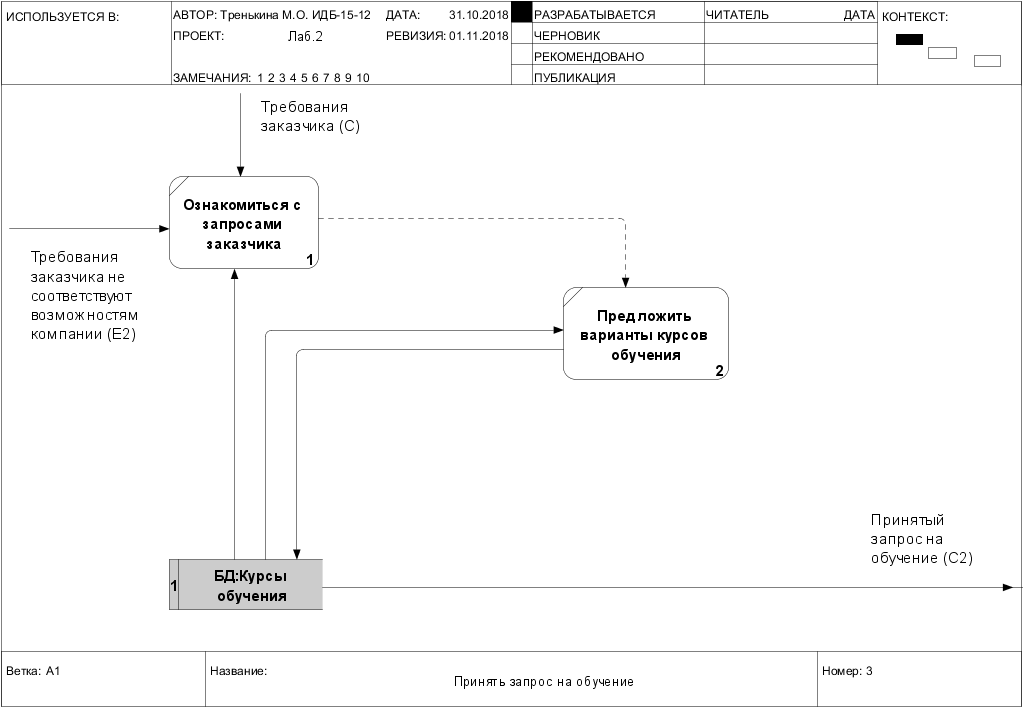 ИСПОЛЬЗУЕТСЯ В:
АВТОР: Тренькина М.О. ИДБ-15-12
ДАТА: 31.10.2018
ПРОЕКТ: Лаб.2
РЕВИЗИЯ: 01.11.2018
ЗАМЕЧАНИЯ: 1 2 3 4 5 6 7 8 9 10
РАЗРАБАТЫВАЕТСЯ
ЧЕРНОВИК
РЕКОМЕНДОВАНО
ПУБЛИКАЦИЯ
ЧИТАТЕЛЬ
ДАТА
КОНТЕКСТ:
Требования
заказчика (C)
Ознакомиться с
запросами
заказчика
1
Требования
заказчика не
соответствуют
возможностям
компании (E2)
Предложить
варианты курсов
обучения
2
Принятый
запрос на
обучение (C2)
1
БД:Курсы
обучения
Ветка: A1
Название:
Принять запрос на обучение
Номер: 3